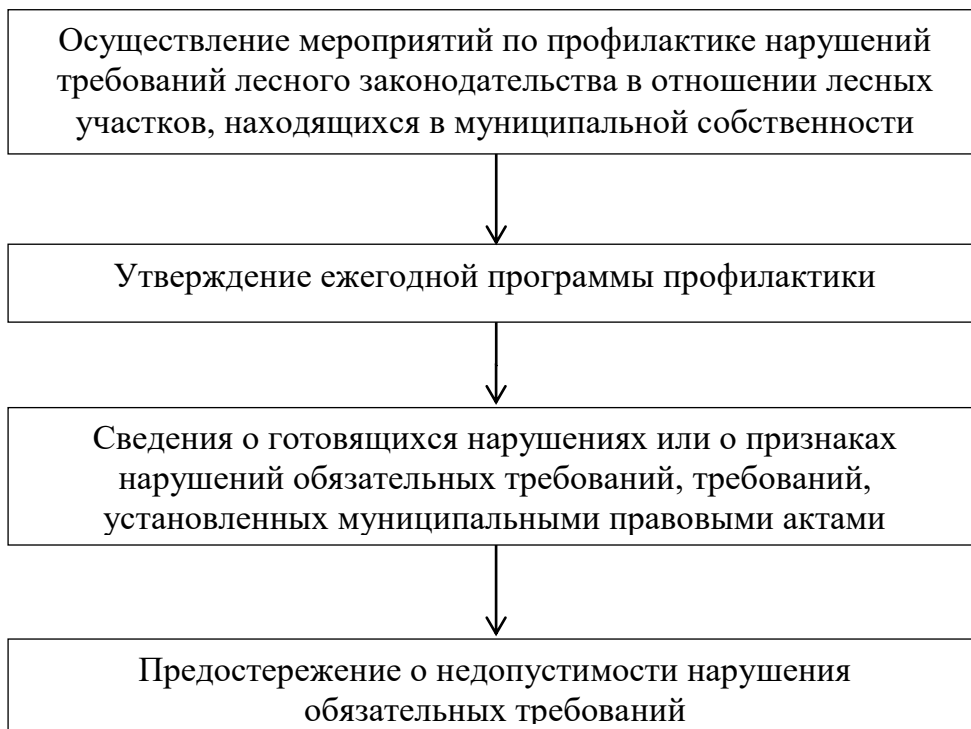 Осуществление мероприятий по профилактике нарушений
требований лесного законодательства в отношении лесных
участков, находящихся в муниципальной собственности
Утверждение ежегодной программы профилактики
Сведения о готовящихся нарушениях или о признаках
нарушений обязательных требований, требований,
установленных муниципальными правовыми актами
Предостережение о недопустимости нарушения
обязательных требований